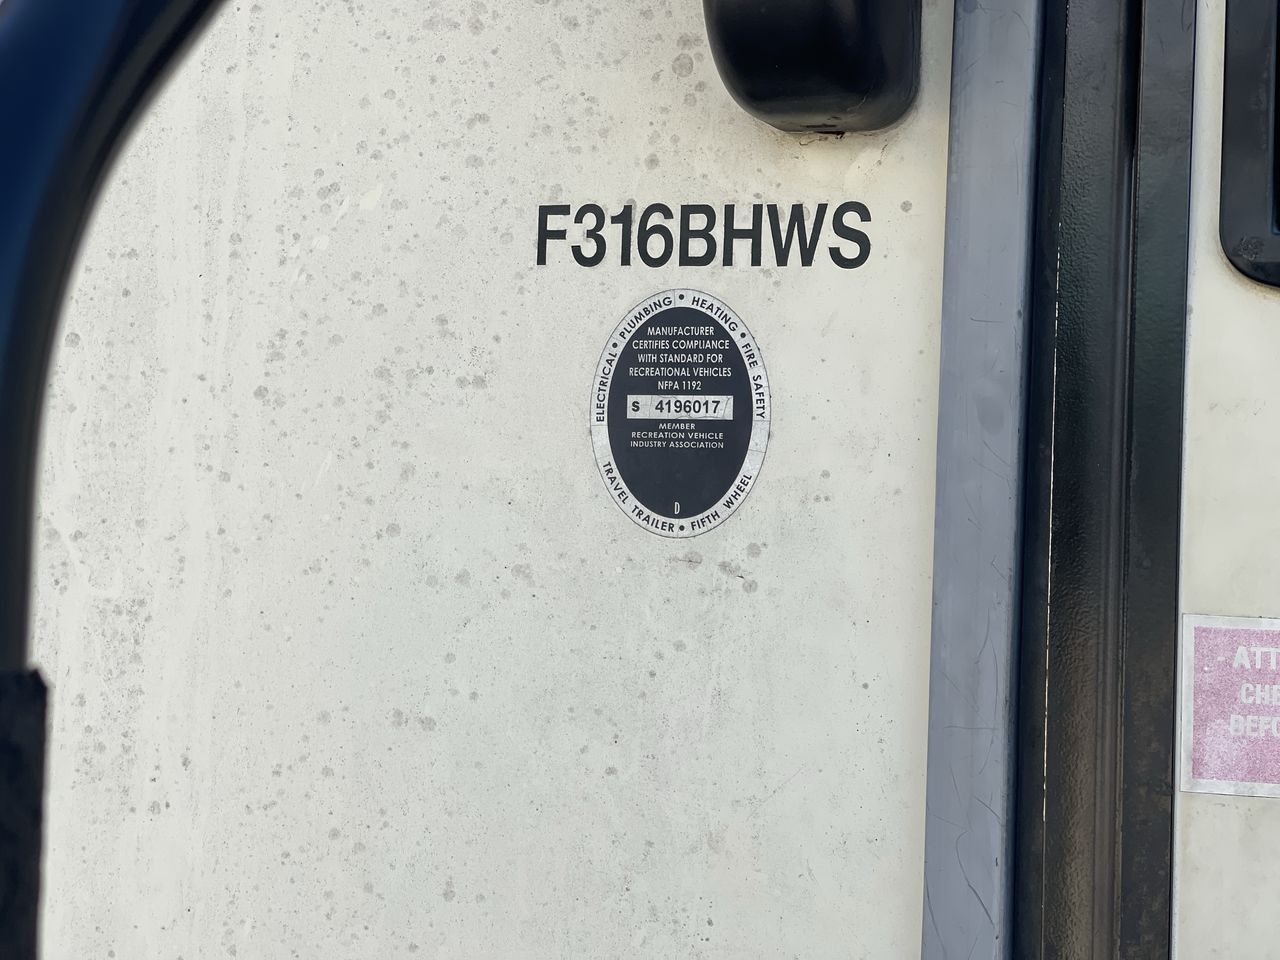 F316BHWS
ELECTRICAL • PLUMBING • HEATING • FIRE SAFETY
MANUFACTURER
CERTIFIES COMPLIANCE
WITH STANDARD FOR
RECREATIONAL VEHICLES
NFPA 1192
S 4196017
MEMBER
RECREATION VEHICLE
INDUSTRY ASSOCIATION
D
TRAVEL TRAILER • FIFTH WHEEL